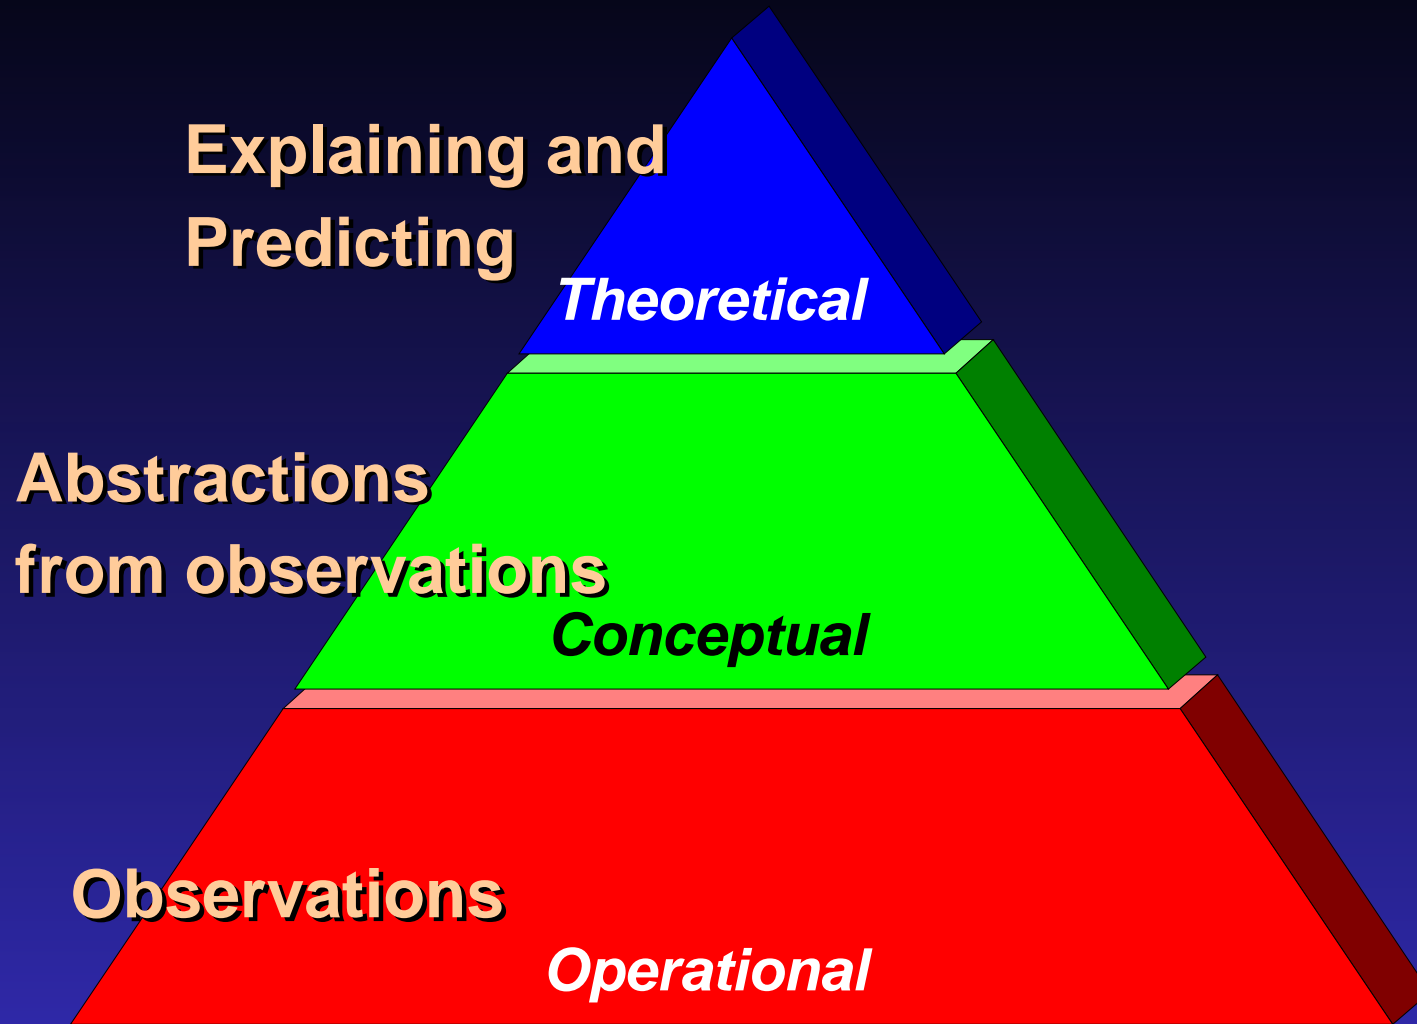 Explaining and
Predicting
Theoretical
Abstractions
from observations
Conceptual
Observations
Operational